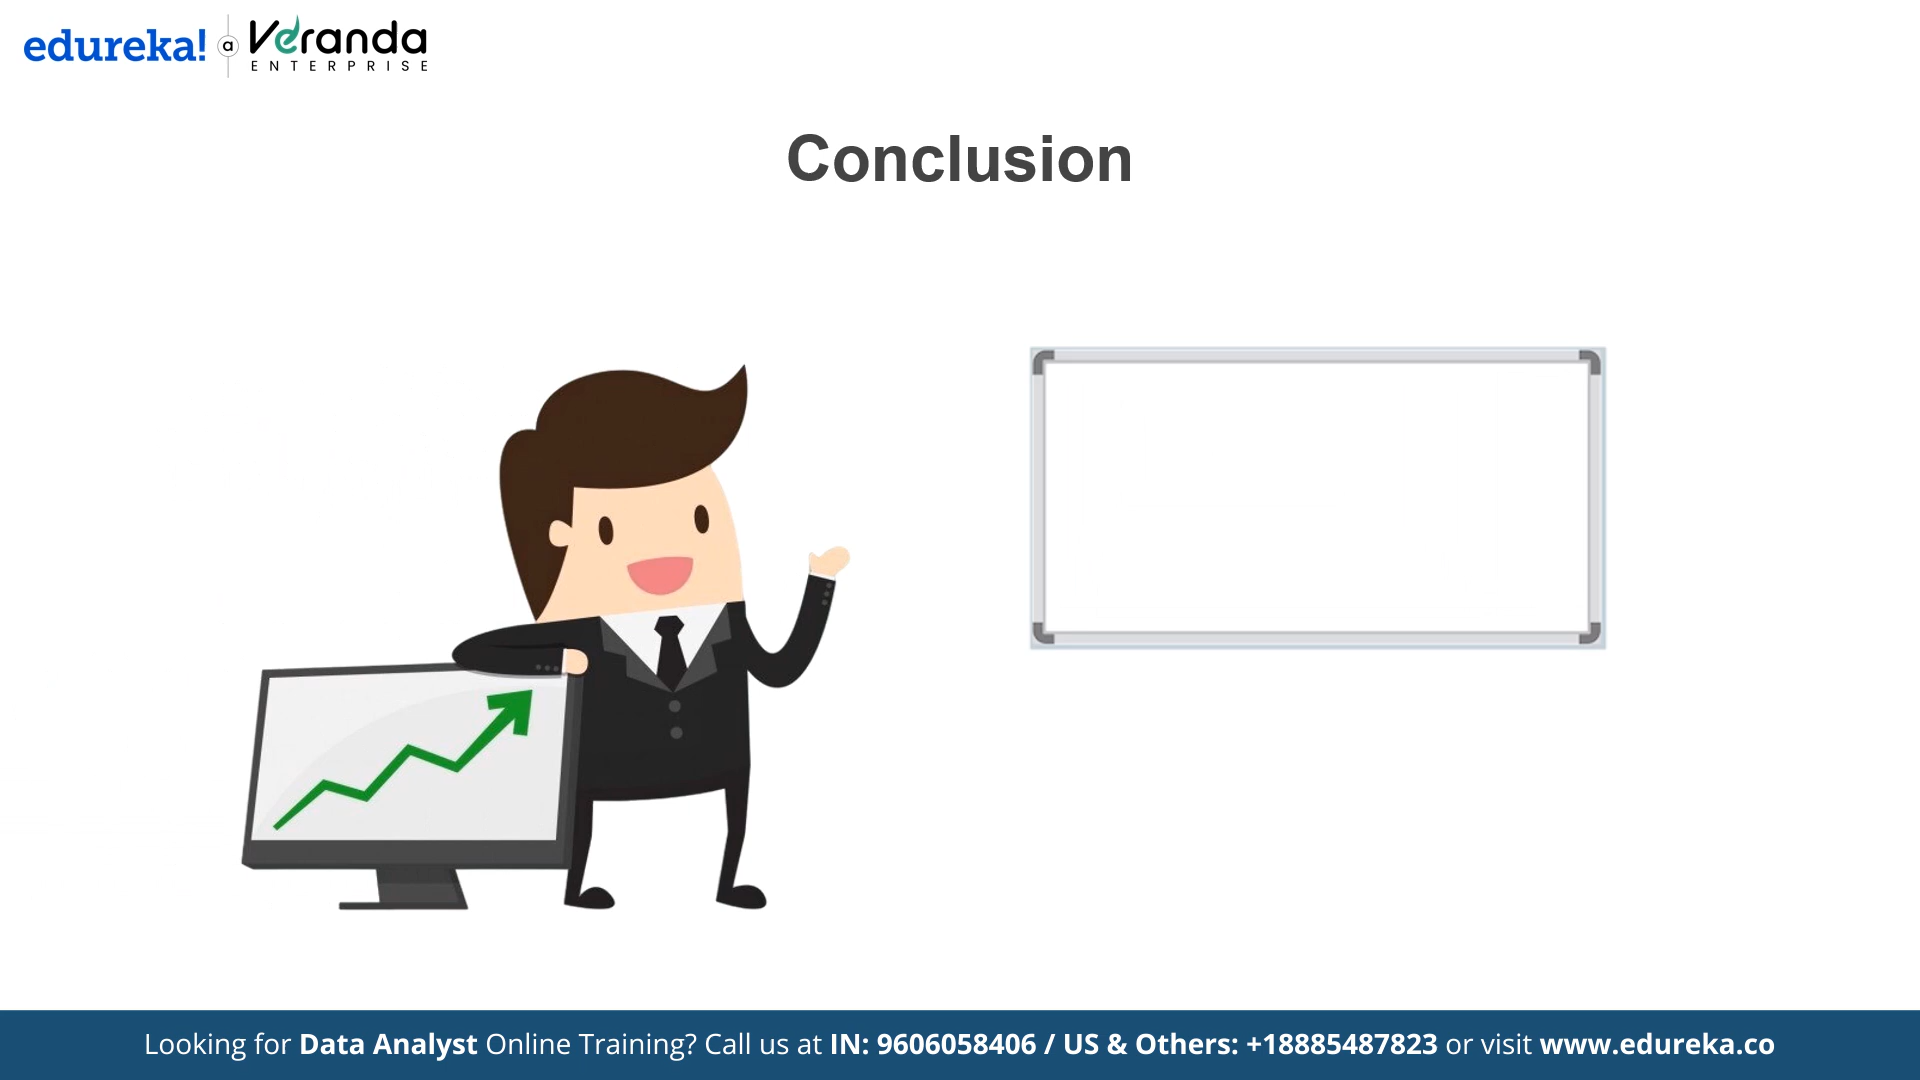 edureka! a Veranda
ENTERPRISE
Conclusion
Looking for Data Analyst Online Training? Call us at IN: 9606058406 / US & Others: +18885487823 or visit www.edureka.co